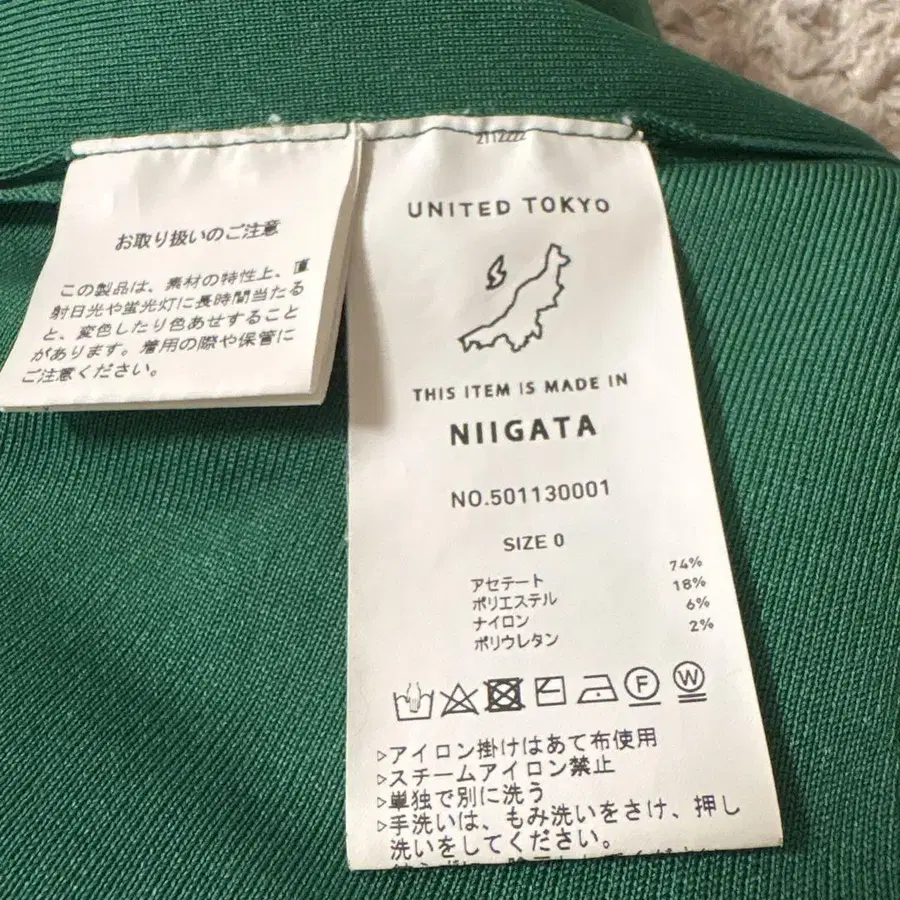 お取り扱いのご注意
この製品は、素材の特性上、直
射日光や蛍光灯に長時間当たる
と、変色したり色あせすること
があります。着用の際や保管に
ご注意ください。
2112222
UNITED TOKYO
THIS ITEM IS MADE IN
NIIGATA
NO.501130001
SIZE 0
アセテート 74%
ポリエステル 18%
ナイロン 6%
ポリウレタン 2%
F W
▷アイロン掛けはあて布使用
▷スチームアイロン禁止
▷単独で別に洗う
▷手洗いは、もみ洗いをさけ、押し
洗いをしてください。